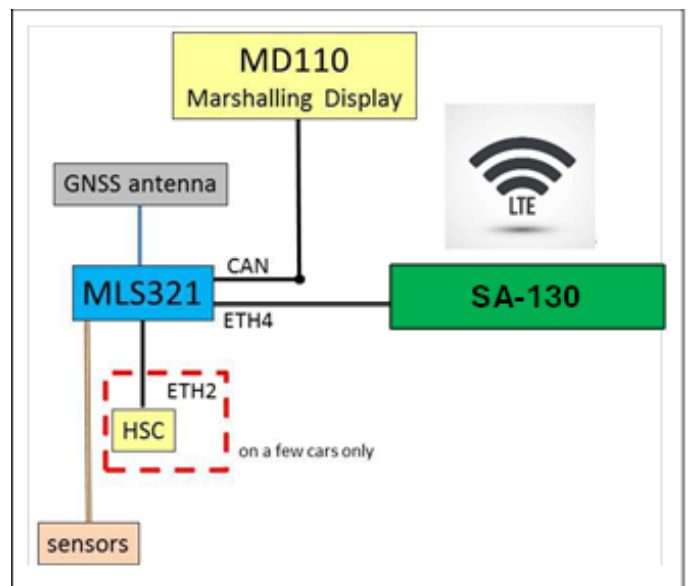 MD110
Marshalling Display
LTE
GNSS antenna
CAN
MLS321
SA-130
ETH4
ETH2
HSC
on a few cars only
sensors